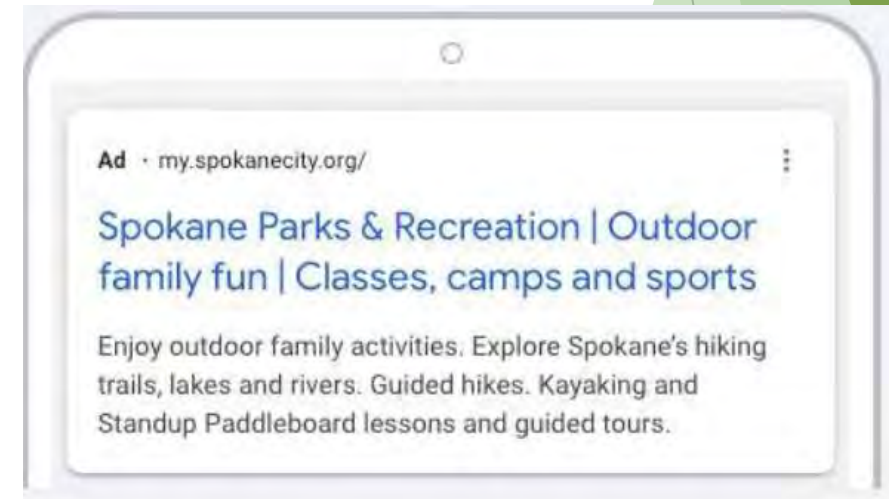 Ad · my.spokanecity.org/
Spokane Parks & Recreation | Outdoor
family fun | Classes, camps and sports
Enjoy outdoor family activities. Explore Spokane's hiking
trails, lakes and rivers. Guided hikes. Kayaking and
Standup Paddleboard lessons and guided tours.